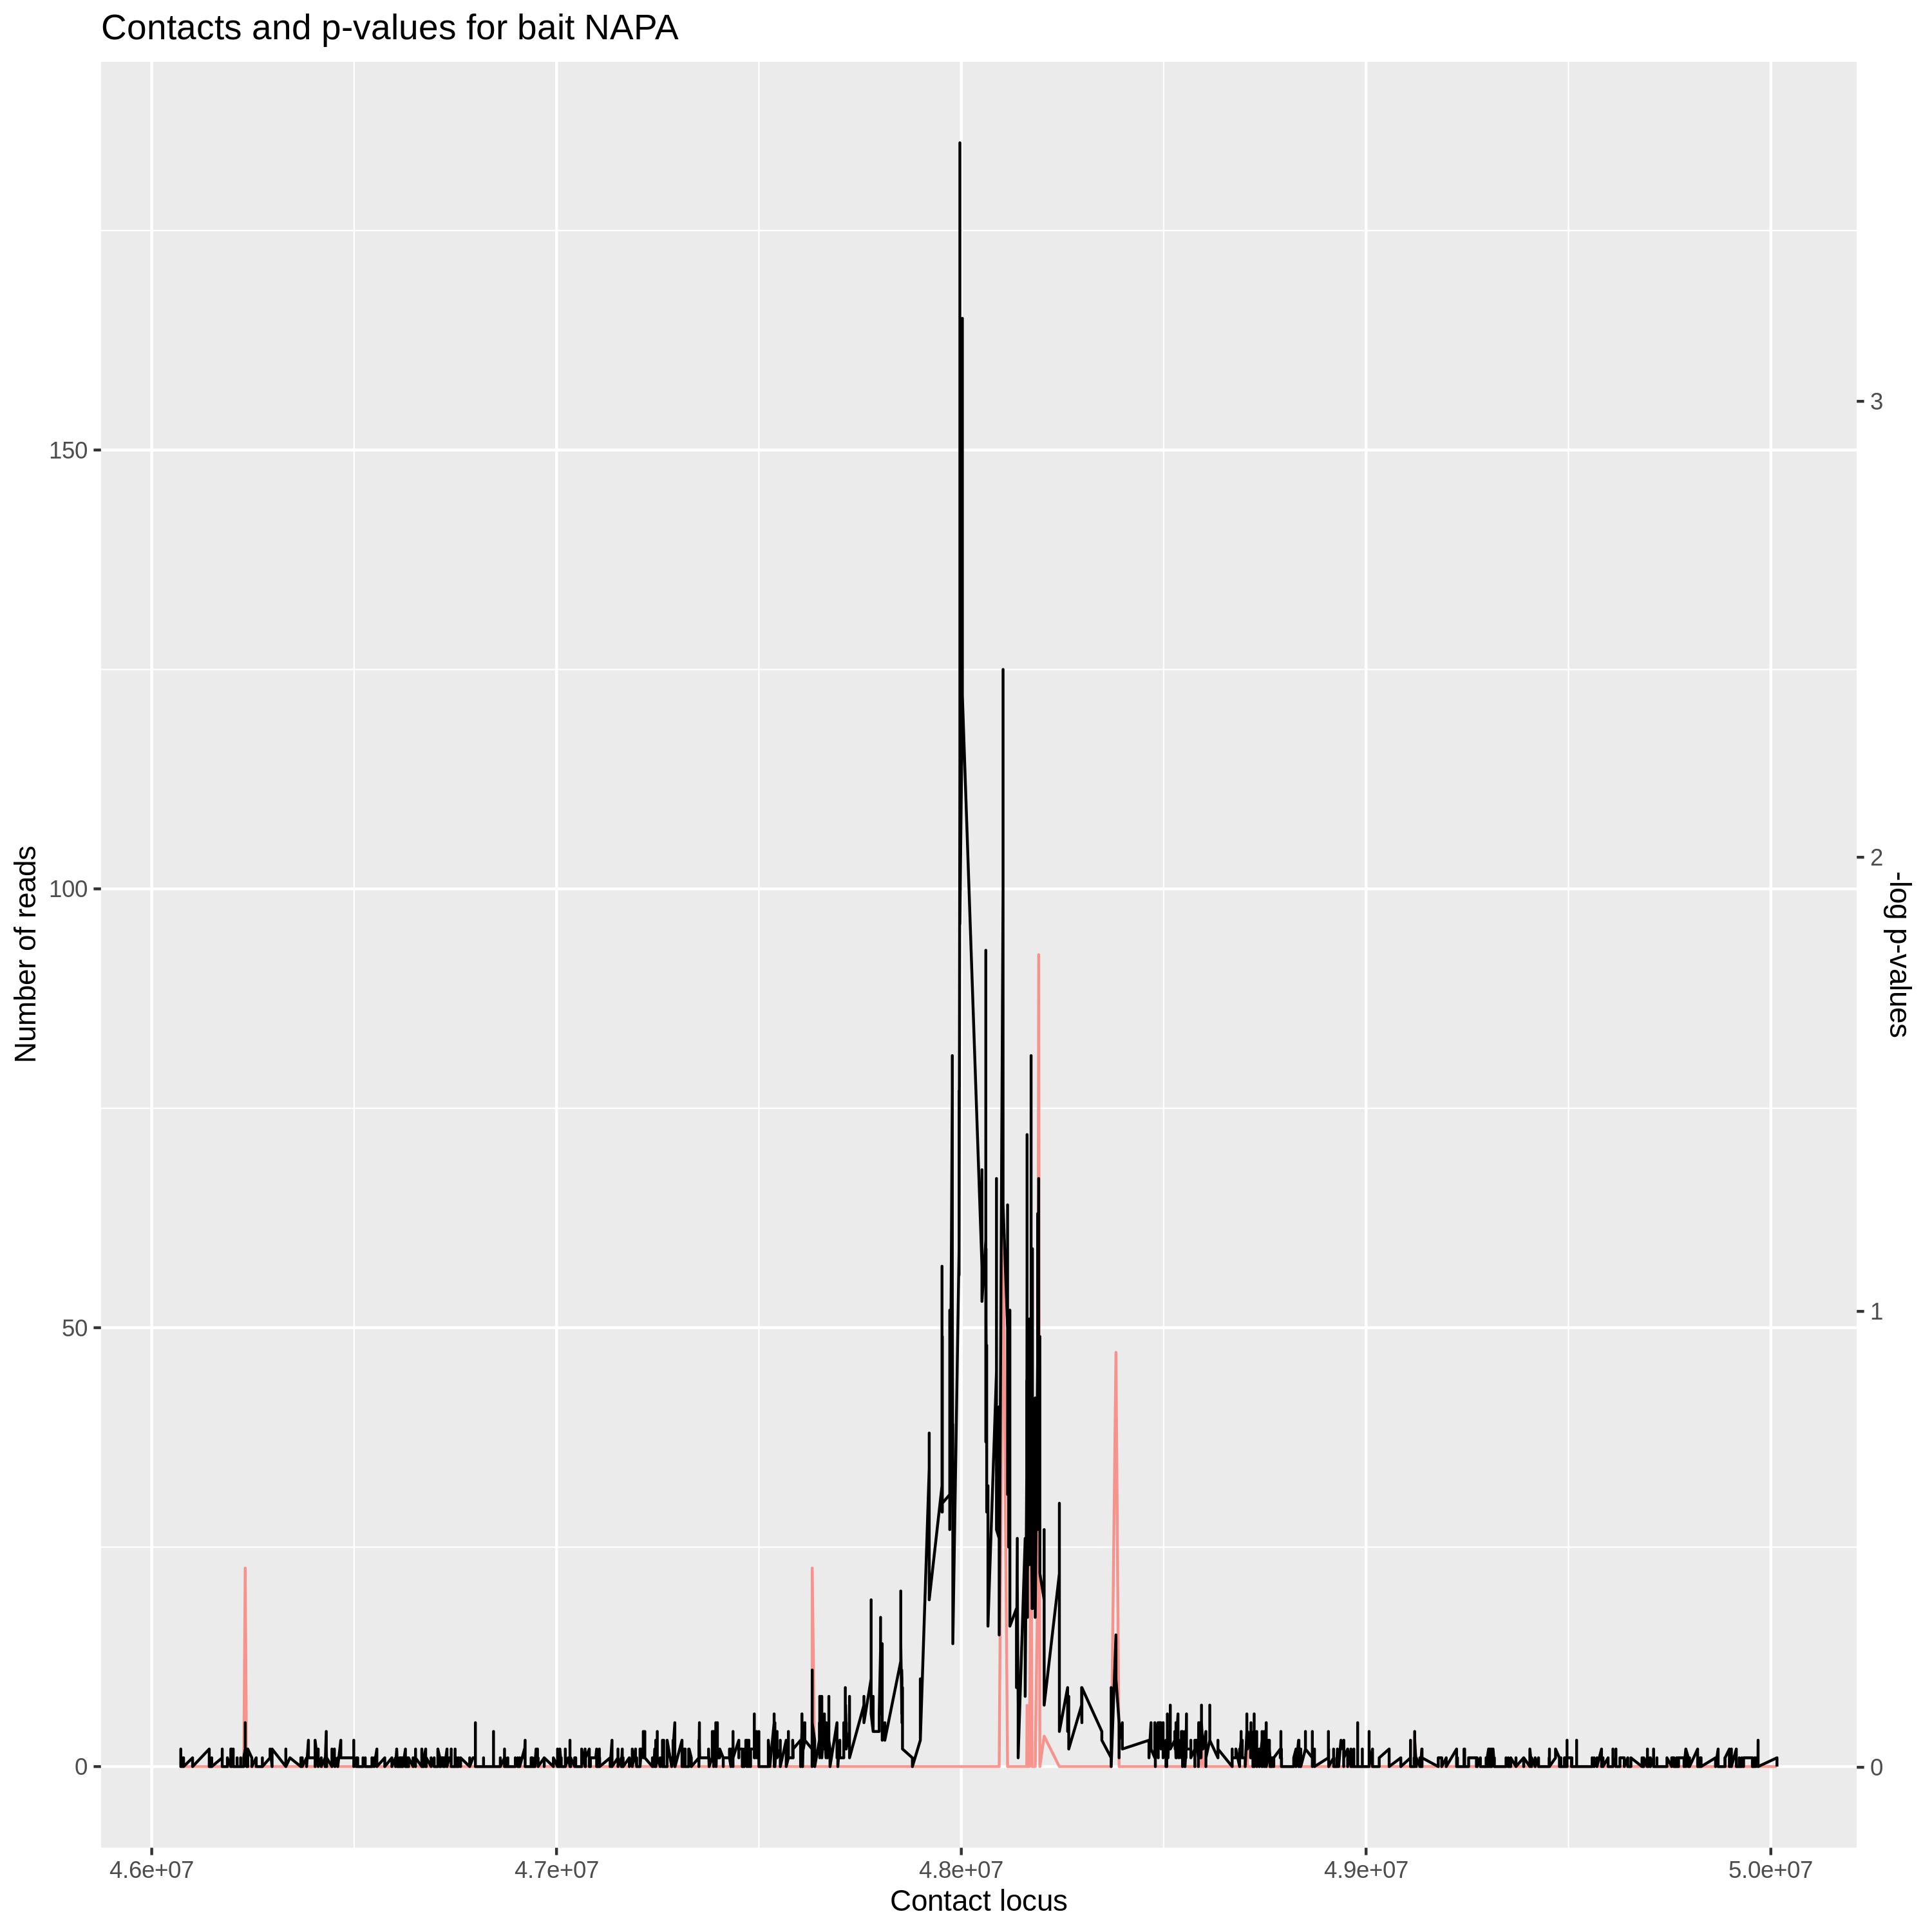 Contacts and p-values for bait NAPA
150
100
50
0
Number of reads
3
2
1
0
-log p-values
4.6e+07
4.7e+07
4.8e+07
4.9e+07
5.0e+07
Contact locus